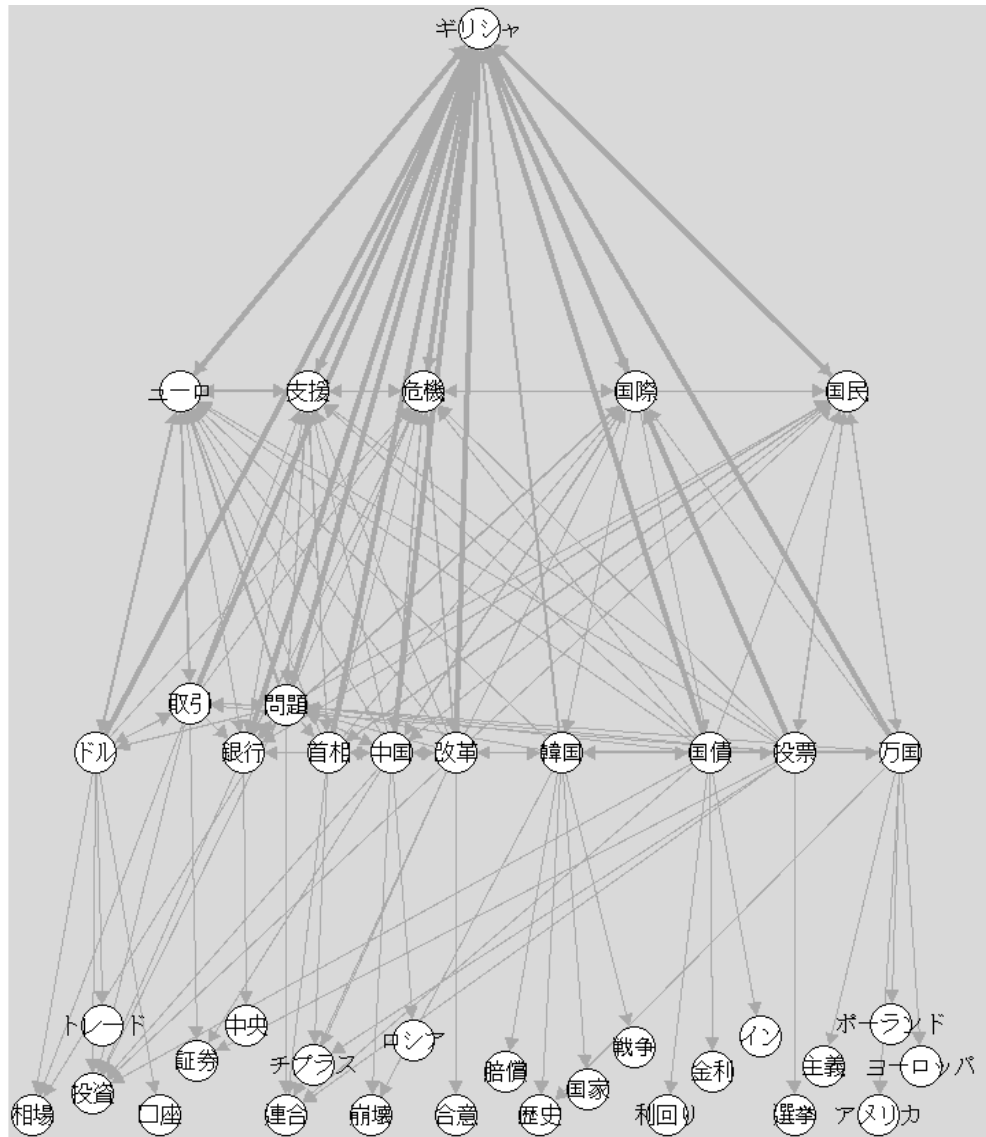 ギリシャ
ユーロ 支援 危機 国際 国民
取引 問題
ドル 銀行 首相 中国 改革 韓国 国債 投票 万国
トレード 中央 ロシア イン ポーランド
証券 チプラス 賠償 戦争 金利 主義 ヨーロッパ
投資 国家
相場 口座 連合 崩壊 合意 歴史 利回り 選挙 アメリカ